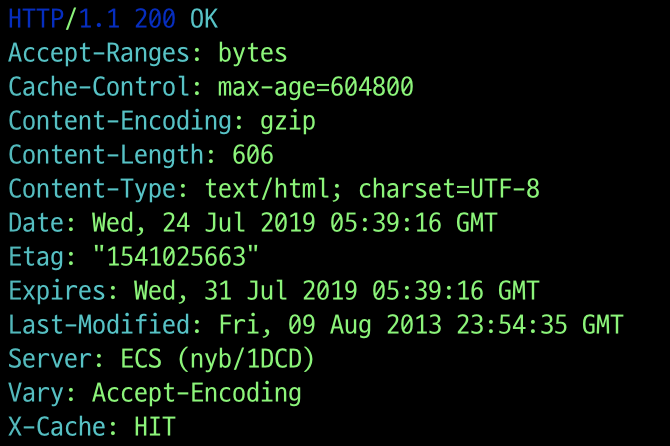 HTTP/1.1 200 OK
Accept-Ranges: bytes
Cache-Control: max-age=604800
Content-Encoding: gzip
Content-Length: 606
Content-Type: text/html; charset=UTF-8
Date: Wed, 24 Jul 2019 05:39:16 GMT
Etag: "1541025663"
Expires: Wed, 31 Jul 2019 05:39:16 GMT
Last-Modified: Fri, 09 Aug 2013 23:54:35 GMT
Server: ECS (nyb/1DCD)
Vary: Accept-Encoding
X-Cache: HIT